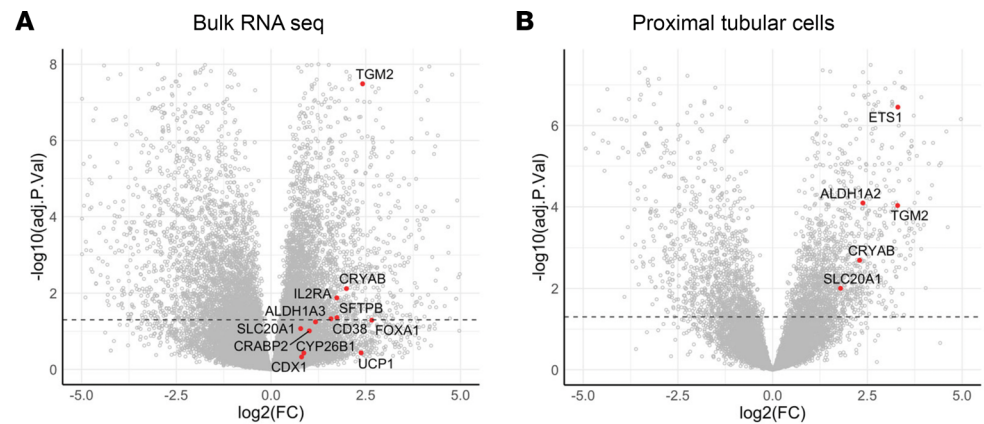 A
Bulk RNA seq
-log10(adj.P.Val)
8
6
4
2
0
-5.0
-2.5
0.0
2.5
5.0
log2(FC)
TGM2
CRYAB
IL2RA
SFTPB
ALDH1A3
SLC20A1
CD38
FOXA1
CRABP2
CYP26B1
CDX1
UCP1
B
Proximal tubular cells
-log10(adj.P.Val)
6
4
2
0
-5.0
-2.5
0.0
2.5
5.0
log2(FC)
ETS1
ALDH1A2
TGM2
CRYAB
SLC20A1